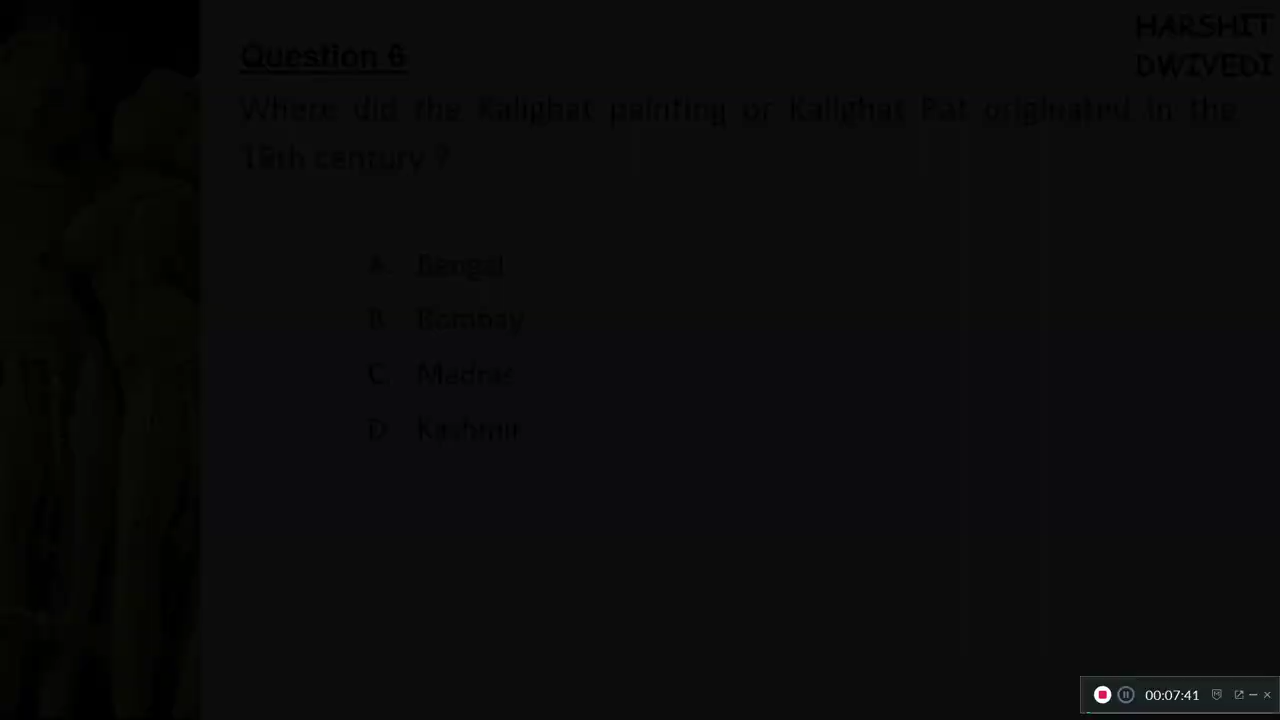 HARSHIT
DWIVEDI
Question 6
Where did the Kalighat painting or Kalighat Pat originated in the
19th century ?
A. Bengal
B. Bombay
C. Madras
D. Kashmir
00:07:41